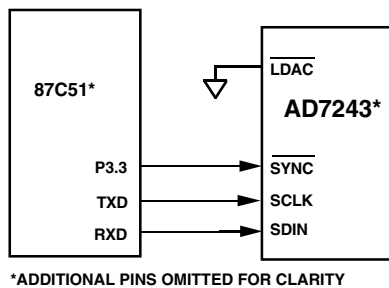 87C51*
LDAC
AD7243*
P3.3
SYNC
TXD
SCLK
RXD
SDIN
*ADDITIONAL PINS OMITTED FOR CLARITY